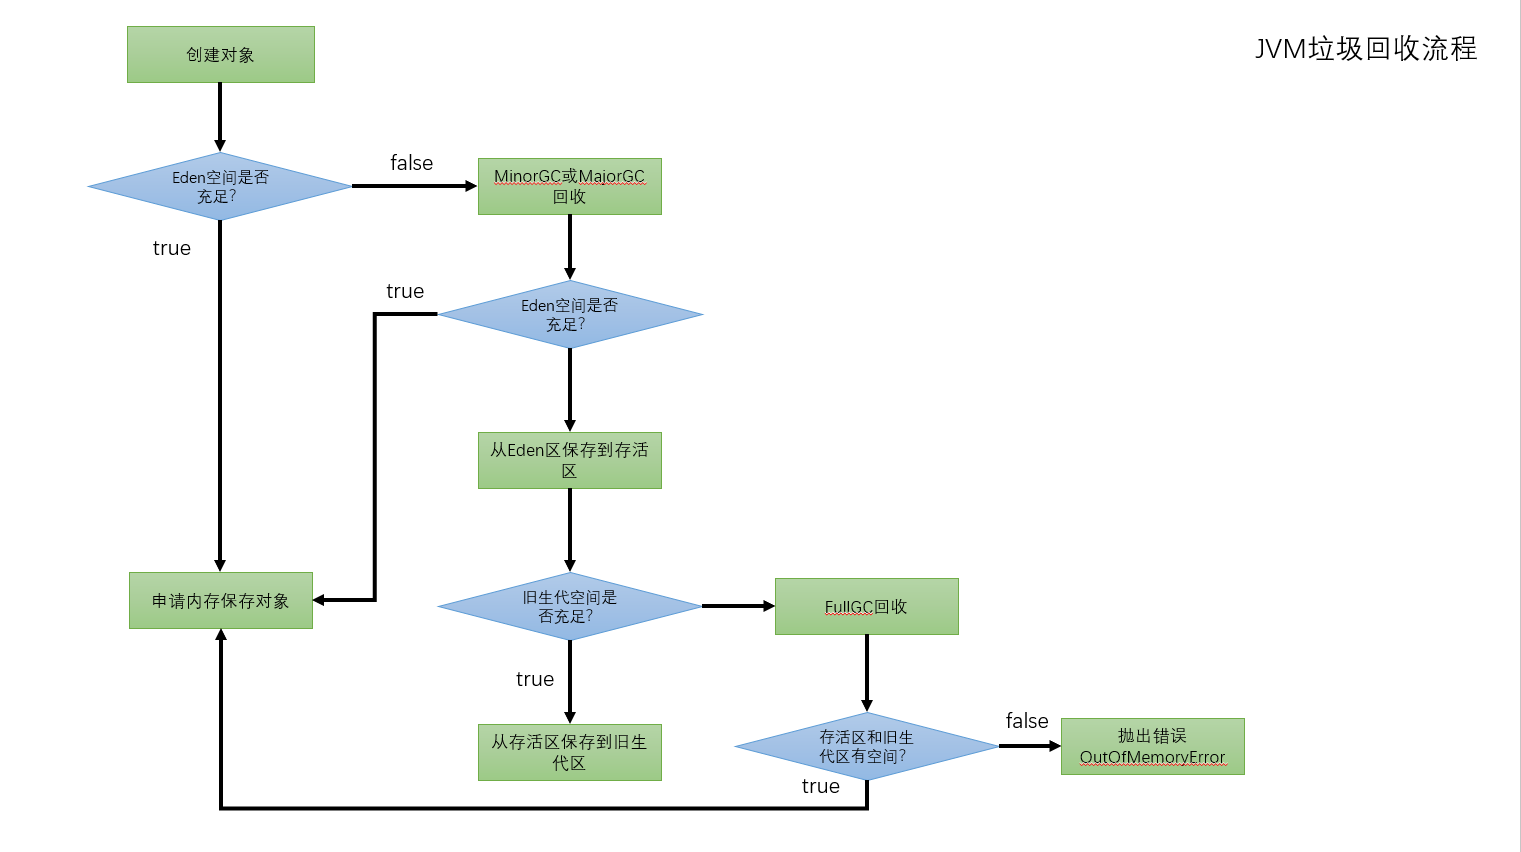 JVM垃圾回收流程
创建对象
Eden空间是否
充足?
false
MinorGC或MajorGC
回收
true
true
Eden空间是否
充足?
从Eden区保存到存活
区
申请内存保存对象
旧生代空间是
否充足?
FullGC回收
true
从存活区保存到旧生
代区
存活区和旧生
代区有空间?
false
抛出错误
OutOfMemoryError
true